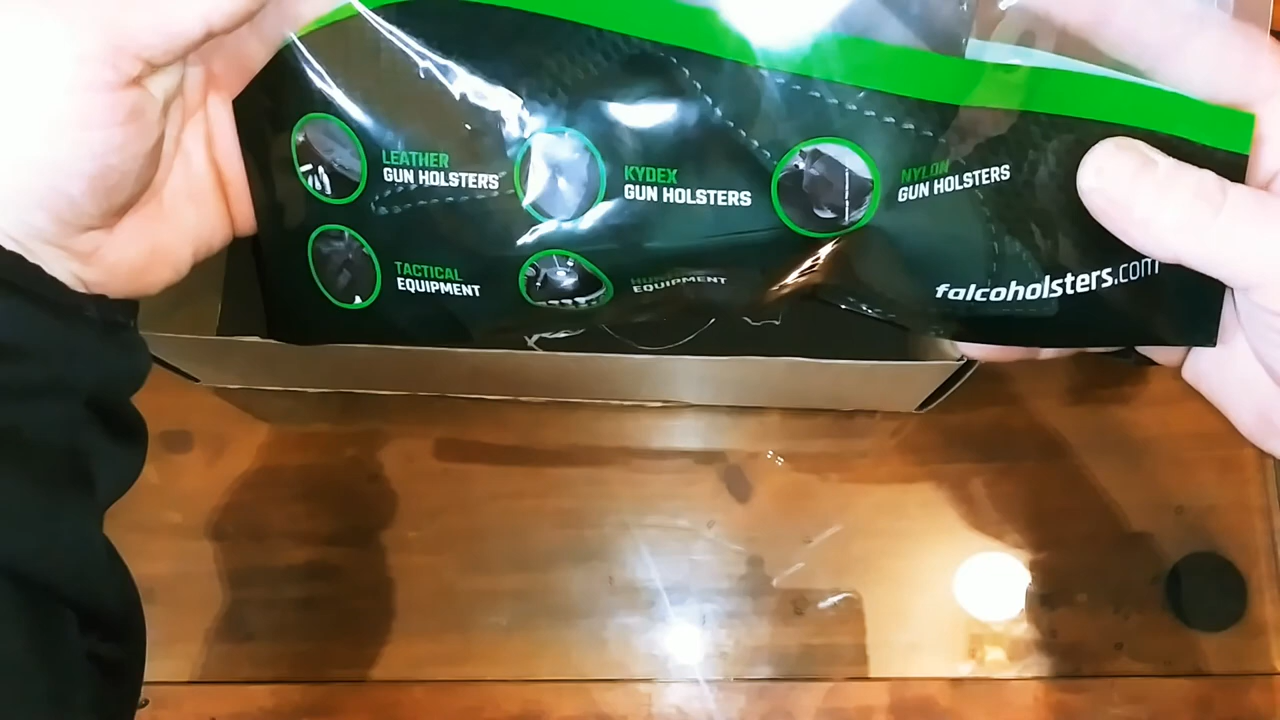 LEATHER
GUN HOLSTERS
KYDEX
GUN HOLSTERS
NYLON
GUN HOLSTERS
TACTICAL
EQUIPMENT
EQUIPMENT
falcoholsters.com